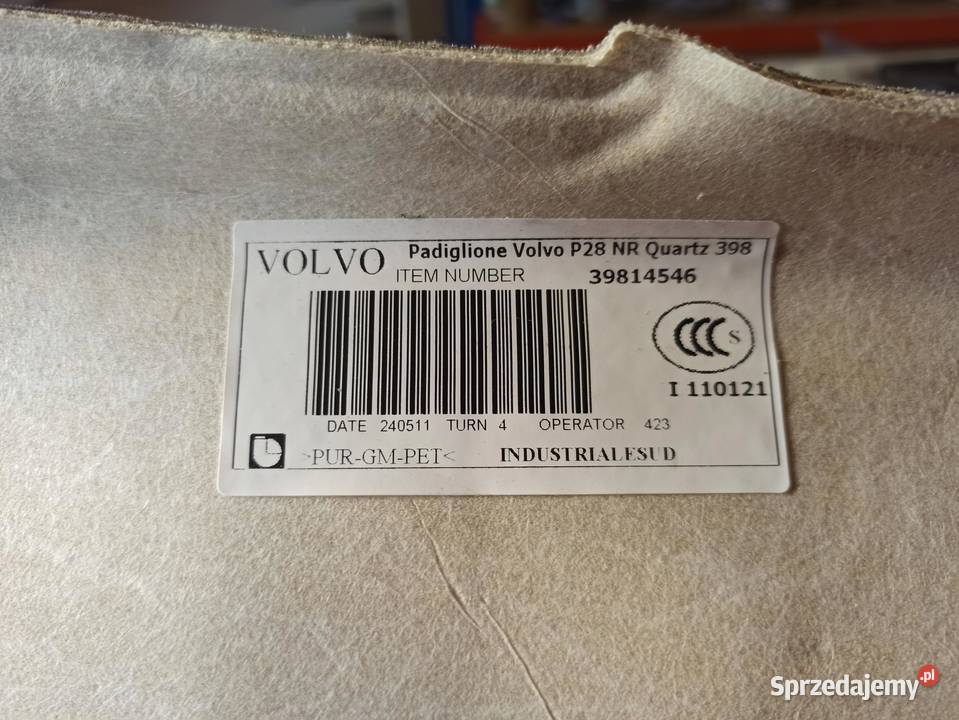 VOLVO Padiglione Volvo P28 NR Quartz 398
ITEM NUMBER 39814546
CCC S
I 110121
DATE 240511 TURN 4 OPERATOR 423
>PUR-GM-PET< INDUSTRIALESUD
Sprzedajemy.pl